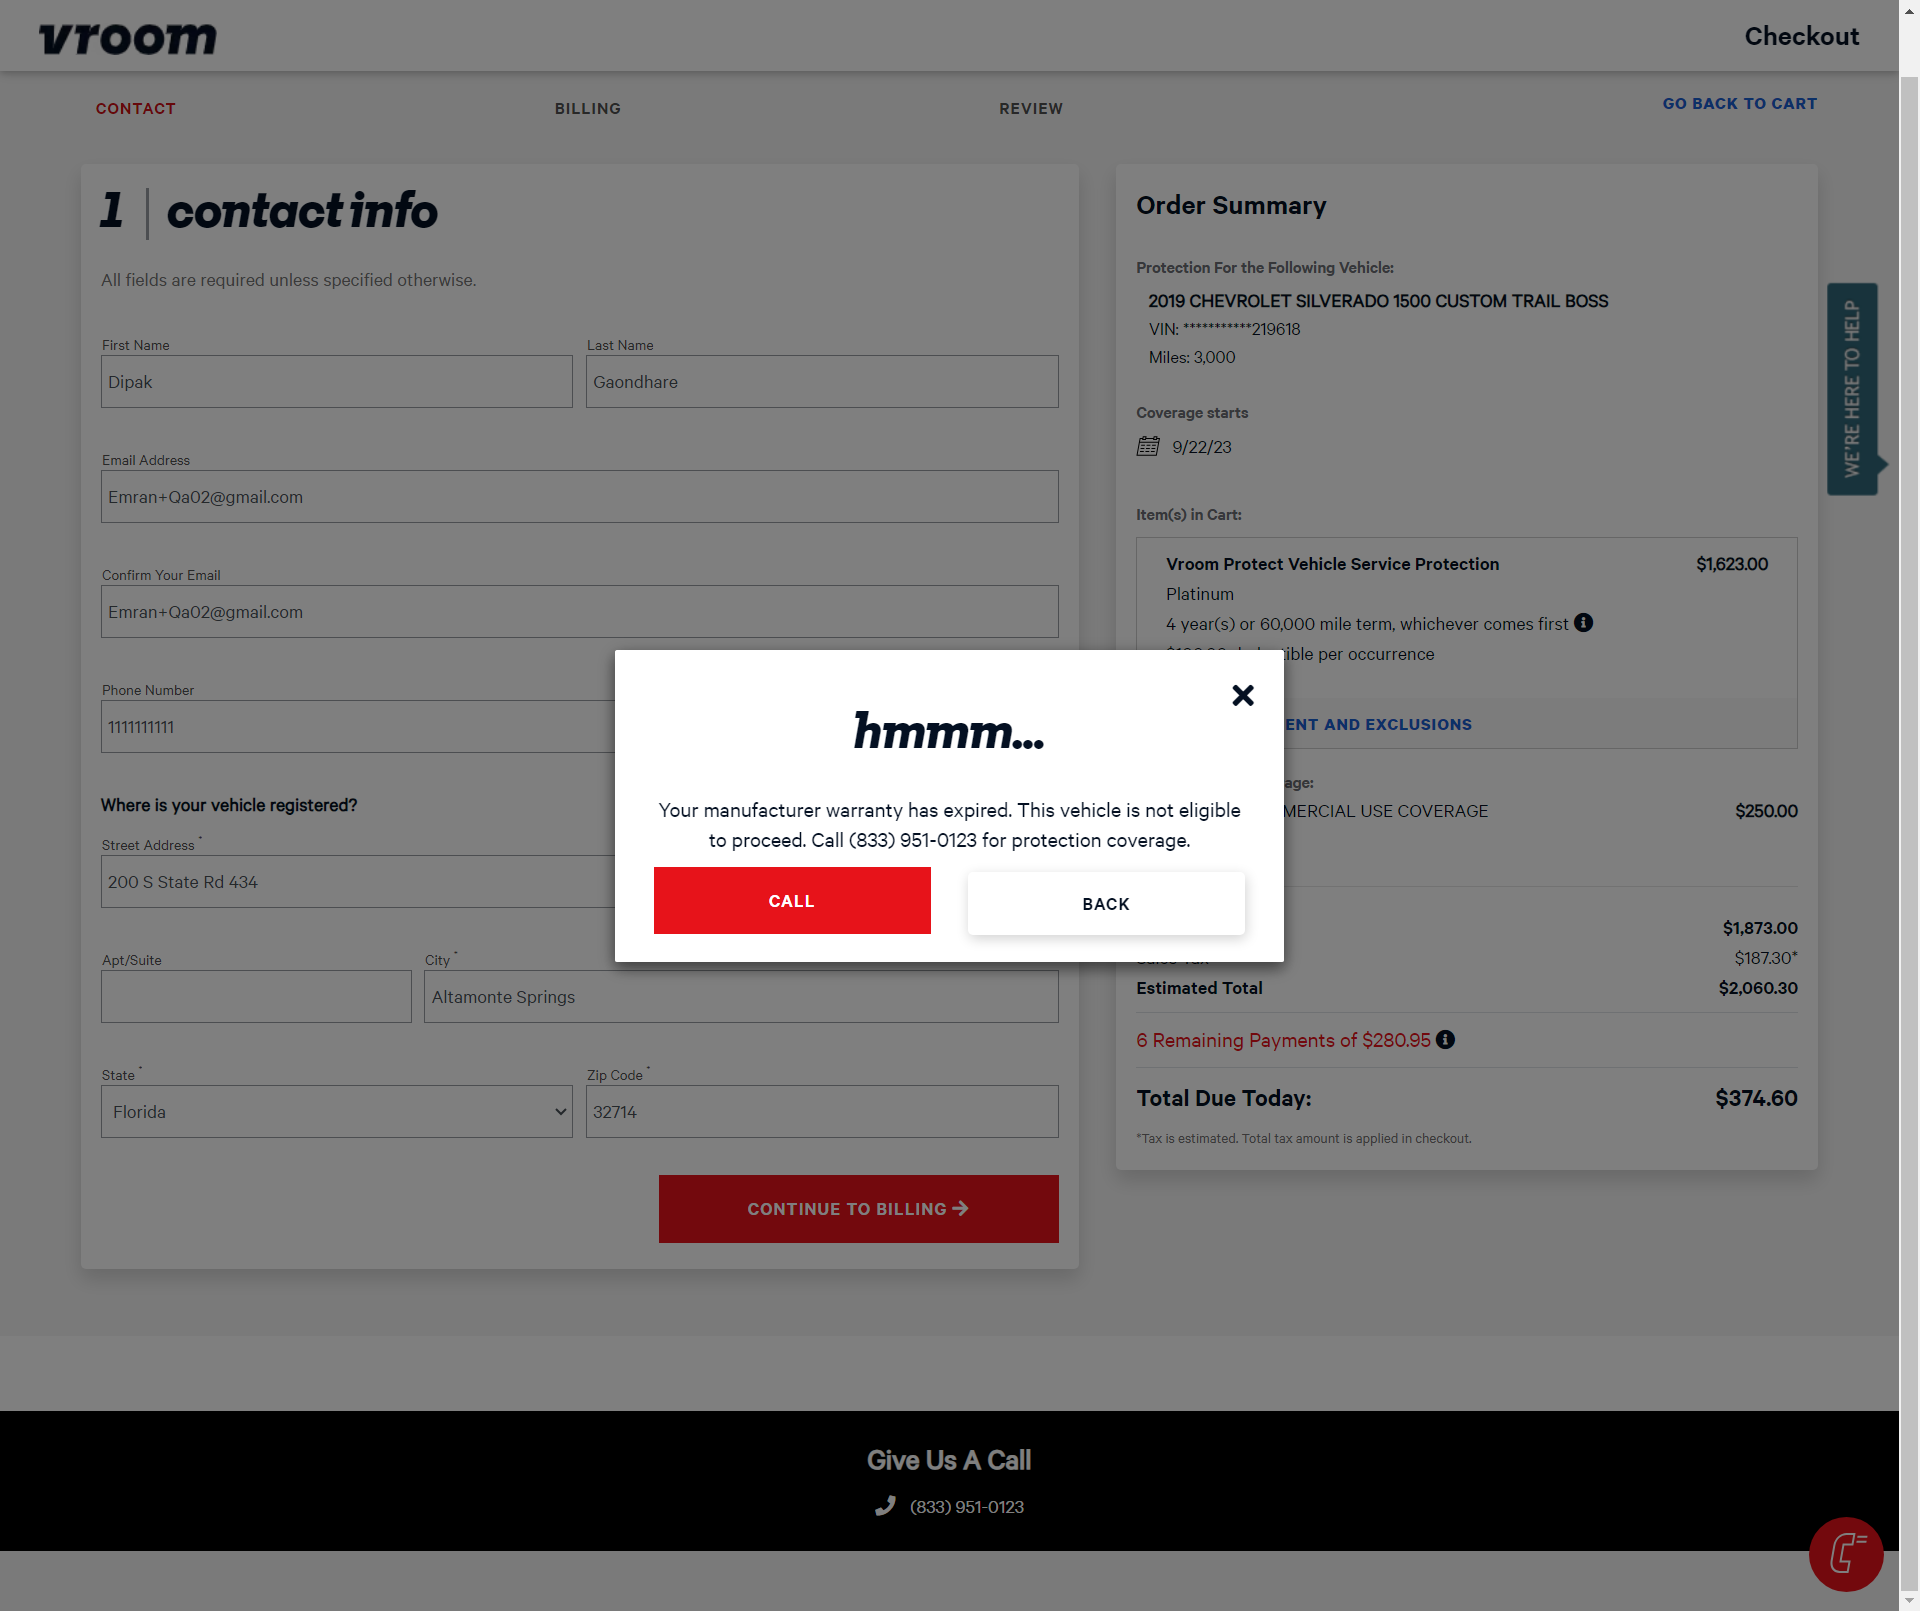 vroom
Checkout
CONTACT
BILLING
REVIEW
GO BACK TO CART
1 contact info
All fields are required unless specified otherwise.
First Name
Last Name
Dipak
Gaondhare
Email Address
Emran+Qa02@gmail.com
Confirm Your Email
Emran+Qa02@gmail.com
Phone Number
1111111111
Where is your vehicle registered?
Street Address *
200 S State Rd 434
Apt/Suite
City *
Altamonte Springs
State *
Zip Code *
Florida
32714
CONTINUE TO BILLING
Order Summary
Protection For the Following Vehicle:
2019 CHEVROLET SILVERADO 1500 CUSTOM TRAIL BOSS
VIN: ***********219618
Miles: 3,000
Coverage starts
9/22/23
Item(s) in Cart:
Vroom Protect Vehicle Service Protection $1,623.00
Platinum
4 year(s) or 60,000 mile term, whichever comes first
per occurrence
AND EXCLUSIONS
USE COVERAGE $250.00
$1,873.00
$187.30*
Estimated Total $2,060.30
6 Remaining Payments of $280.95
Total Due Today: $374.60
*Tax is estimated. Total tax amount is applied in checkout.
WE'RE HERE TO HELP
hmmm...
Your manufacturer warranty has expired. This vehicle is not eligible
to proceed. Call (833) 951-0123 for protection coverage.
CALL
BACK
Give Us A Call
(833) 951-0123